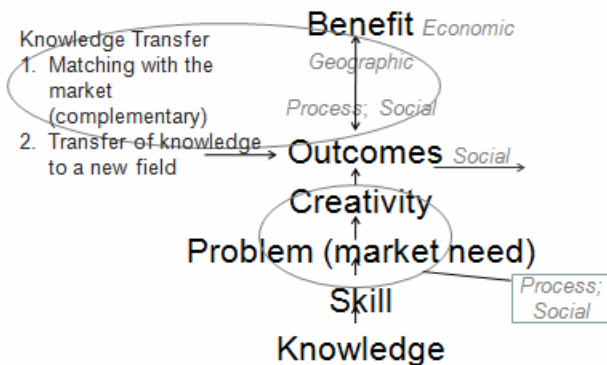 Benefit Economic
Knowledge Transfer
1. Matching with the
market
(complementary)
2. Transfer of knowledge
to a new field
Geographic
Process; Social
Outcomes Social
Creativity
Problem (market need)
Process;
Social
Skill
Knowledge